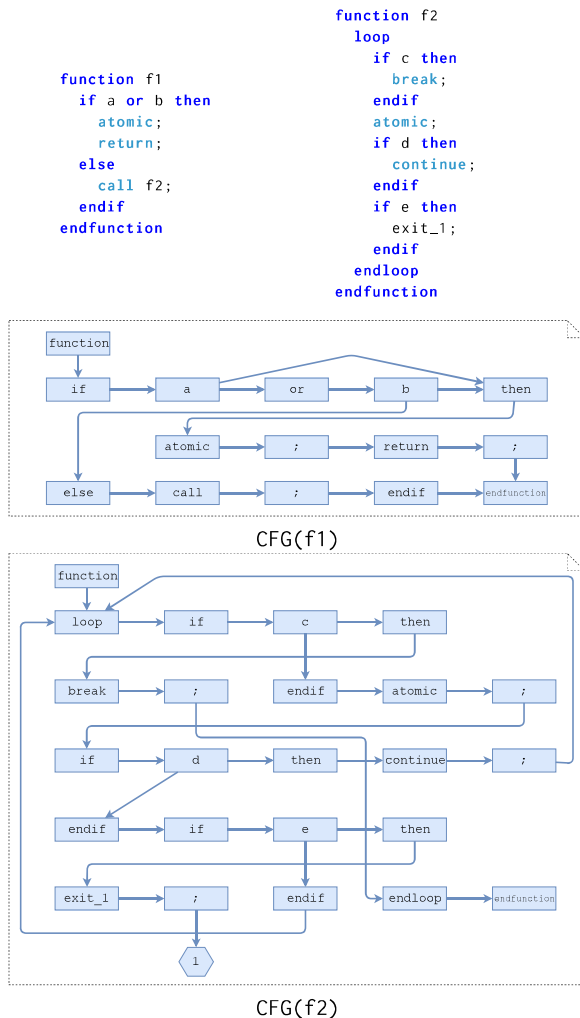 function f1
if a or b then
atomic;
return;
else
call f2;
endif
endfunction
function f2
loop
if c then
break;
endif
atomic;
if d then
continue;
endif
if e then
exit_1;
endif
endloop
endfunction
function
if a or b then
atomic ; return ;
else call ; endif endfunction
CFG(f1)
function
loop if c then
break ; endif atomic ;
if d then continue ;
endif if e then
exit_1 ; endif endloop endfunction
1
CFG(f2)